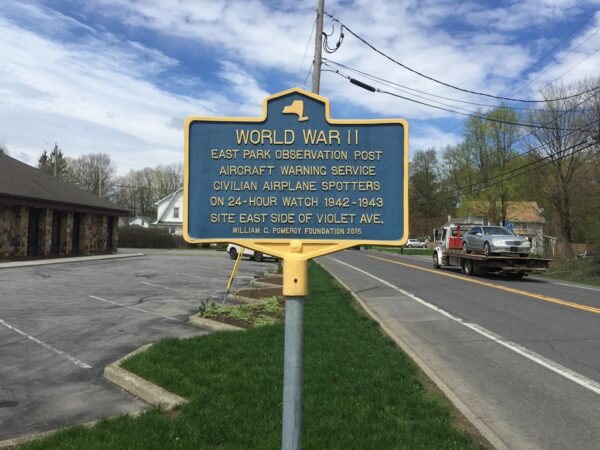 WORLD WAR II
EAST PARK OBSERVATION POST
AIRCRAFT WARNING SERVICE
CIVILIAN AIRPLANE SPOTTERS
ON 24-HOUR WATCH 1942-1943
SITE EAST SIDE OF VIOLET AVE.
WILLIAM G. POMEROY FOUNDATION 2015